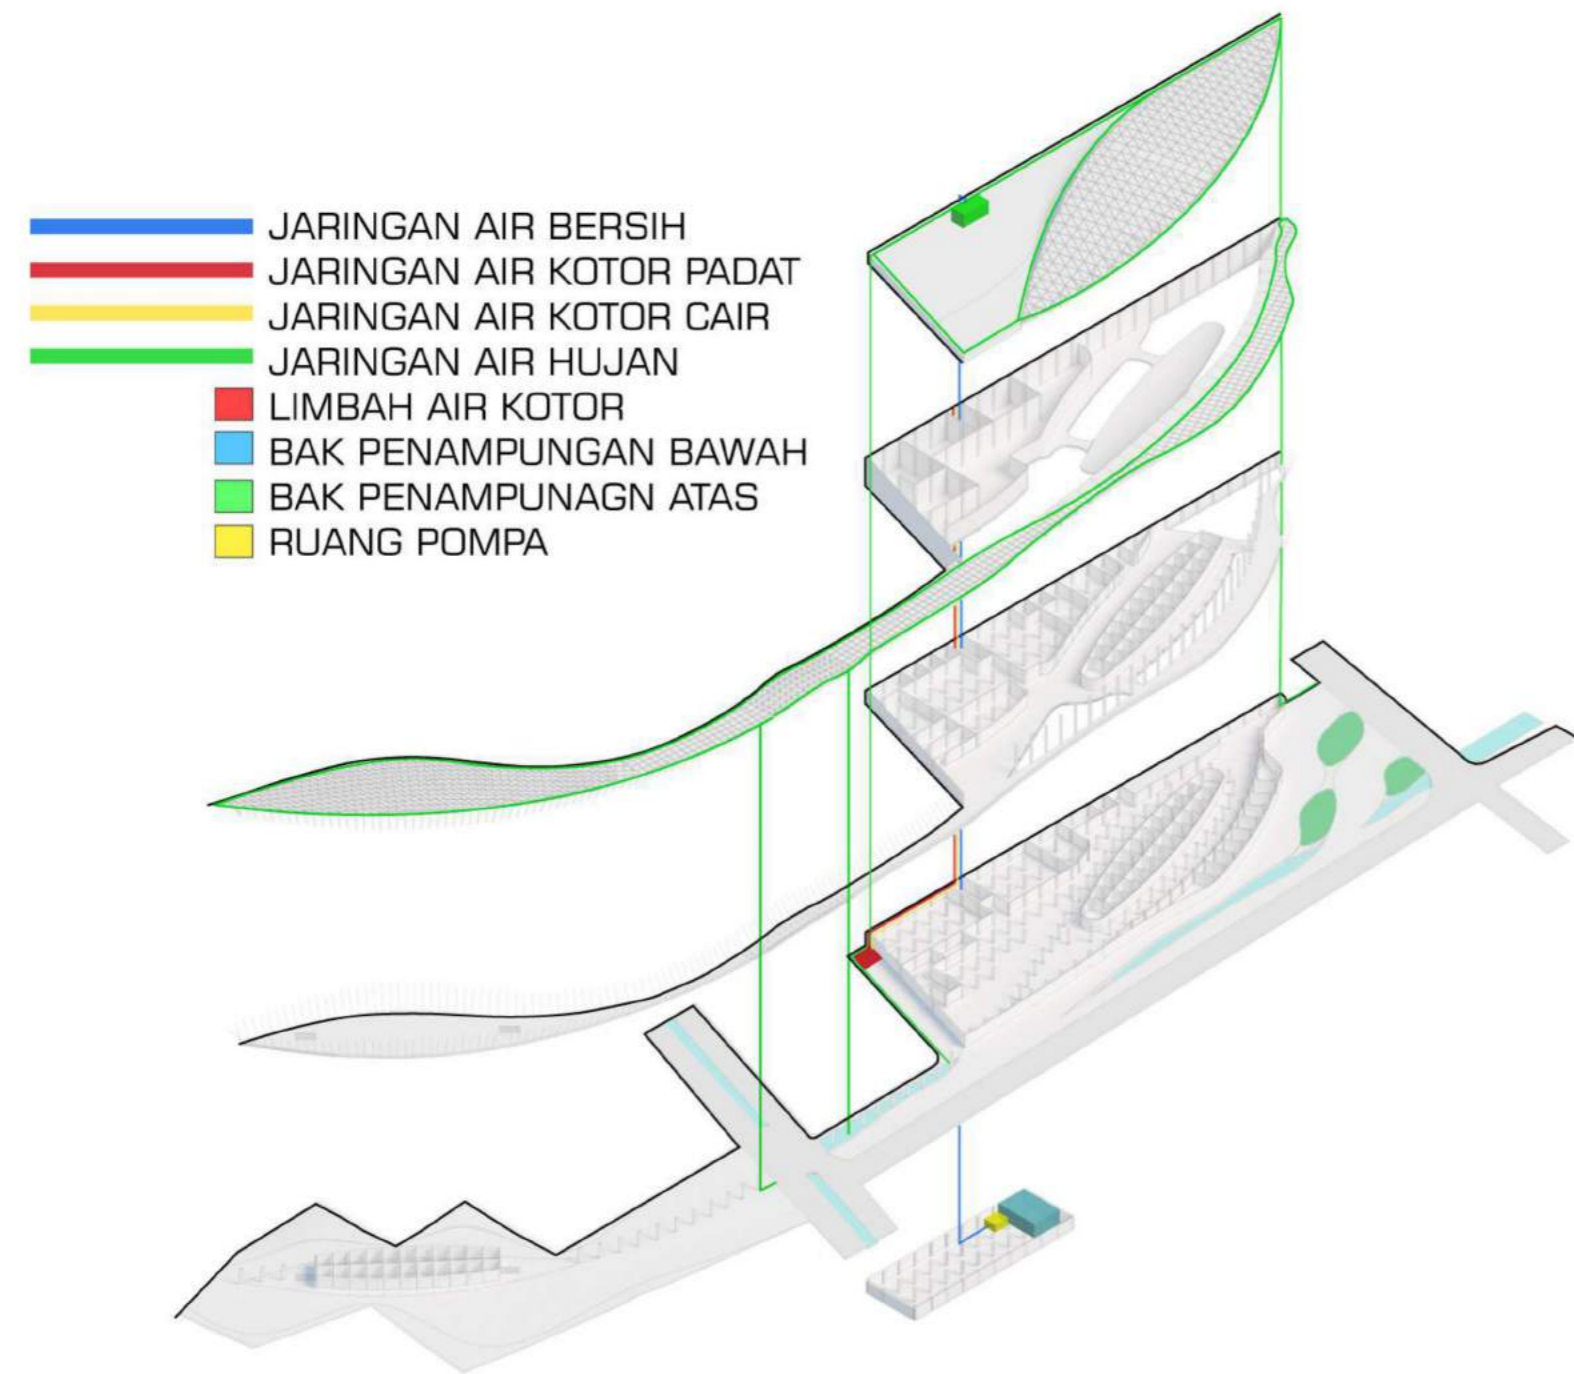 JARINGAN AIR BERSIH
JARINGAN AIR KOTOR PADAT
JARINGAN AIR KOTOR CAIR
JARINGAN AIR HUJAN
LIMBAH AIR KOTOR
BAK PENAMPUNGAN BAWAH
BAK PENAMPUNAGN ATAS
RUANG POMPA